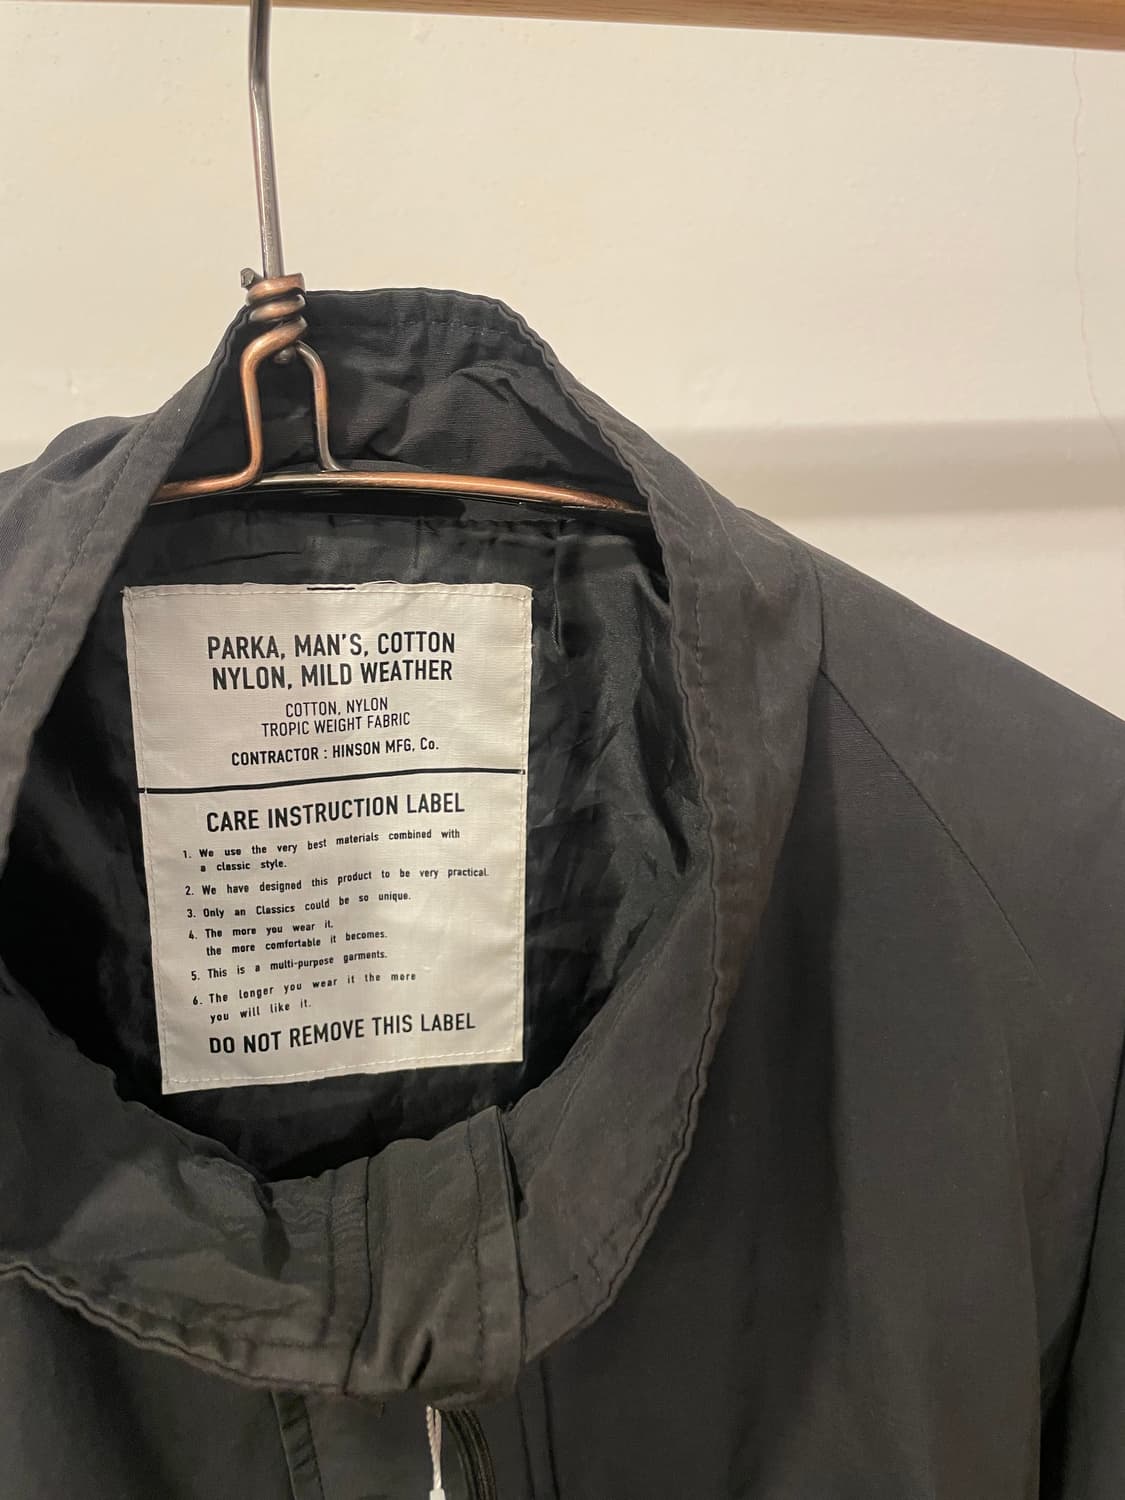 PARKA, MAN'S, COTTON
NYLON, MILD WEATHER
COTTON, NYLON
TROPIC WEIGHT FABRIC
CONTRACTOR : HINSON MFG, Co.
CARE INSTRUCTION LABEL
1. We use the very best materials combined with
a classic style.
2. We have designed this product to be very practical.
3. Only an Classics could be so unique.
4. The more you wear it,
the more comfortable it becomes.
5. This is a multi-purpose garments.
6. The longer you wear it the more
you will like it.
DO NOT REMOVE THIS LABEL